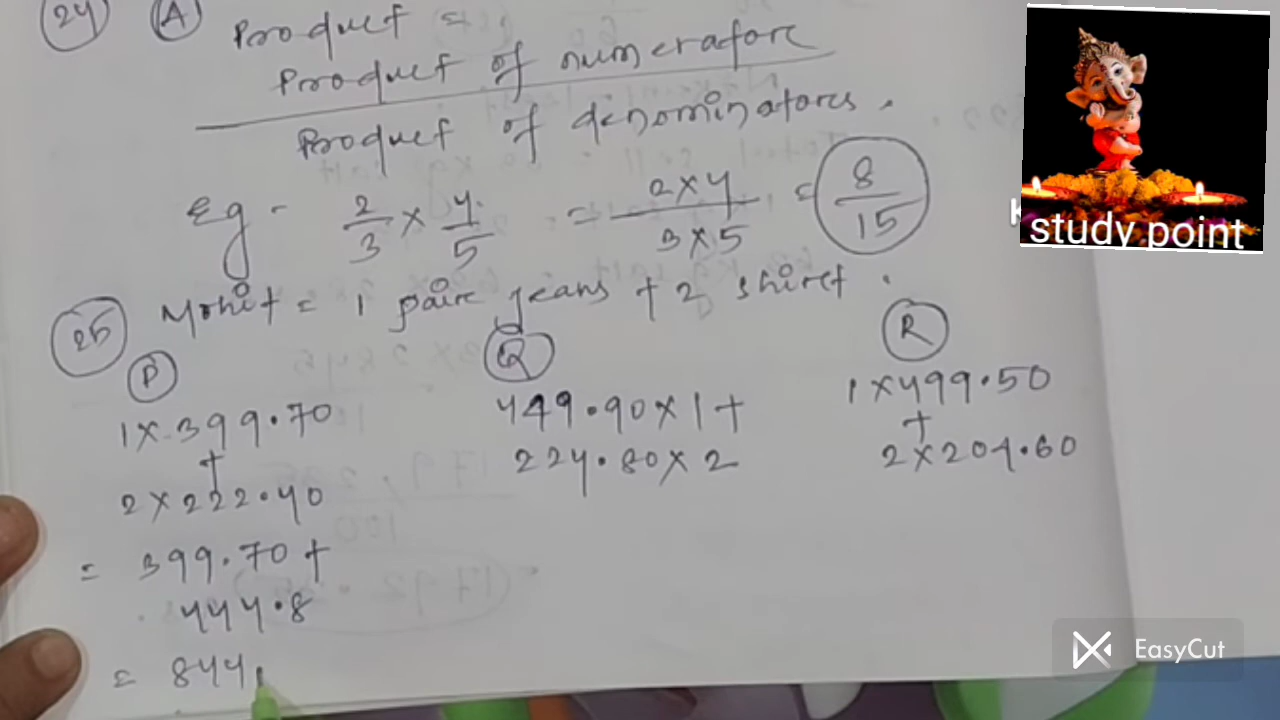 24 A Product =
Product of numerators
Product of denominators.
Eg - 2/3 × 4/5 = 2×4/3×5 = 8/15
25 Mohit = 1 pair jeans + 2 shirt.
P Q R
1×399.70 449.90×1+ 1×499.50
+ +
2×222.40 224.80×2 2×204.60
= 399.70+
444.8
= 844.
study point
EasyCut